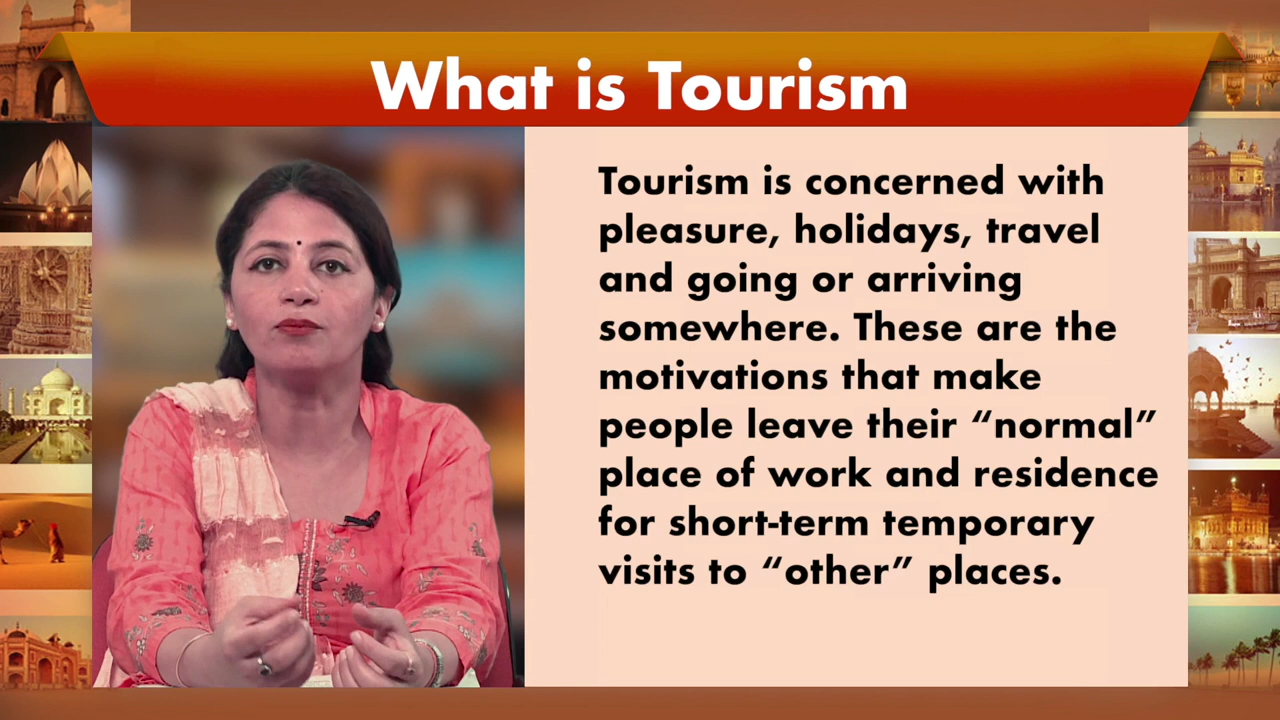 What is Tourism
Tourism is concerned with
pleasure, holidays, travel
and going or arriving
somewhere. These are the
motivations that make
people leave their “normal”
place of work and residence
for short-term temporary
visits to “other” places.